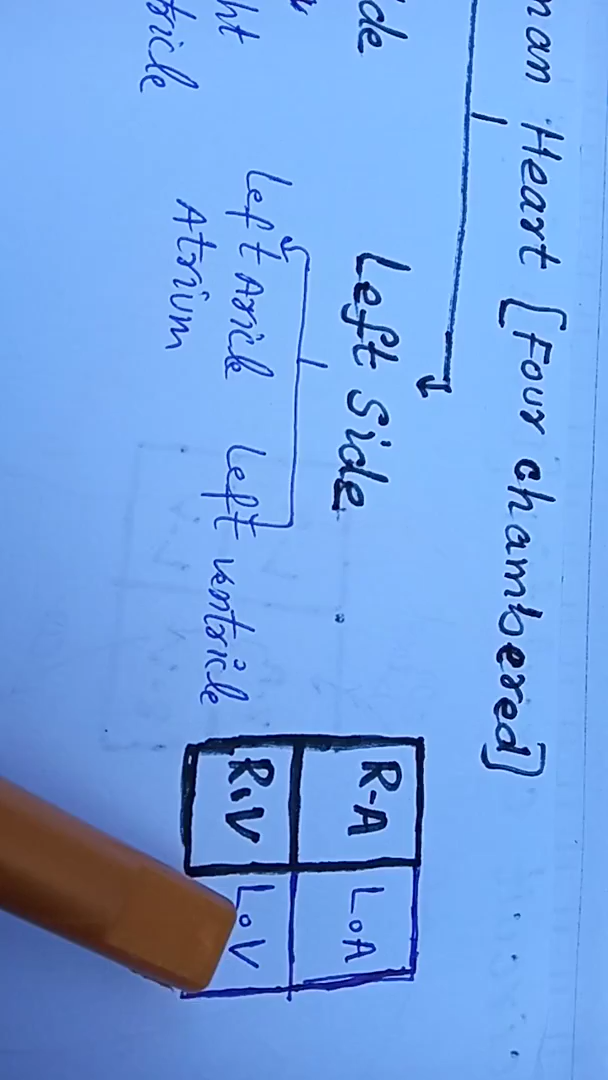 Heart [Four chambered]
Left Side
Left Aricle Left ventricle
Atrium
R-A L.A
R.V L.V